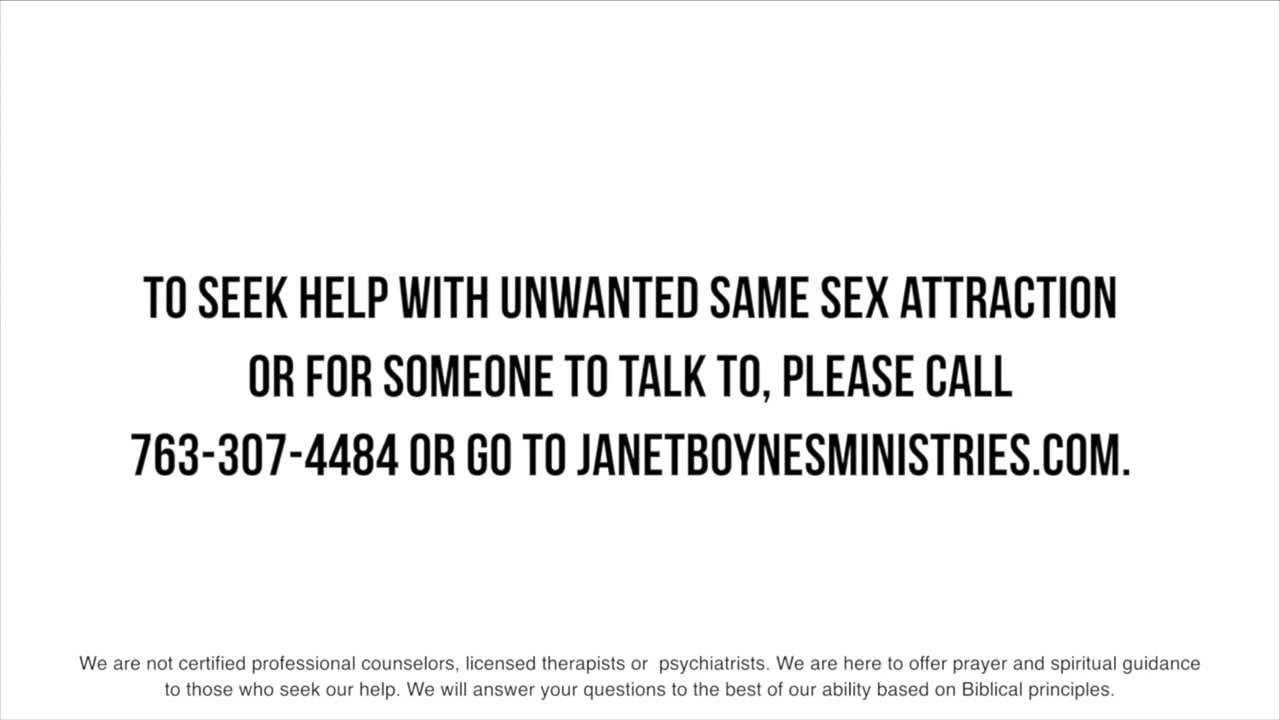 TO SEEK HELP WITH UNWANTED SAME SEX ATTRACTION
OR FOR SOMEONE TO TALK TO, PLEASE CALL
763-307-4484 OR GO TO JANETBOYNESMINISTRIES.COM.
We are not certified professional counselors, licensed therapists or psychiatrists. We are here to offer prayer and spiritual guidance
to those who seek our help. We will answer your questions to the best of our ability based on Biblical principles.